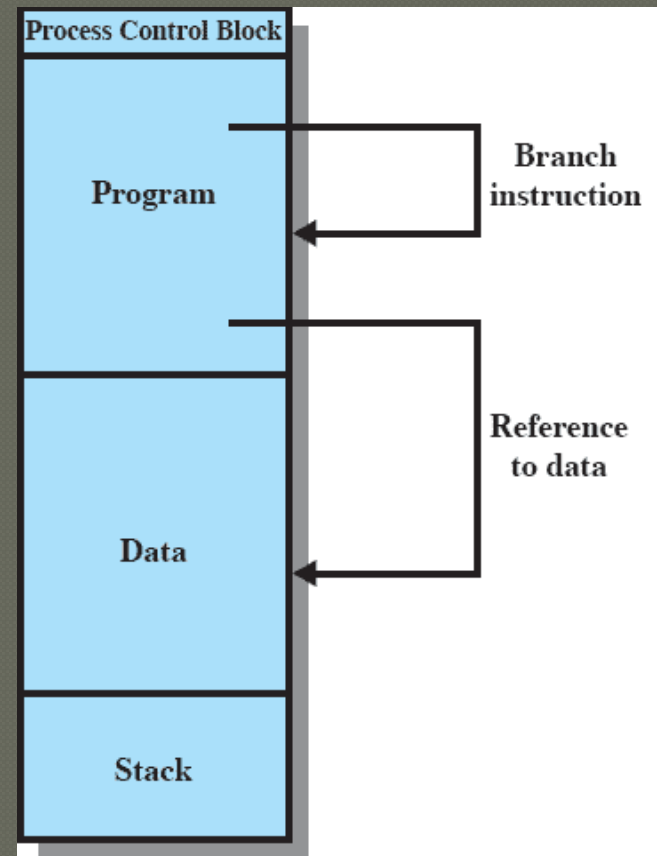 Process Control Block
Program
Branch
instruction
Reference
to data
Data
Stack